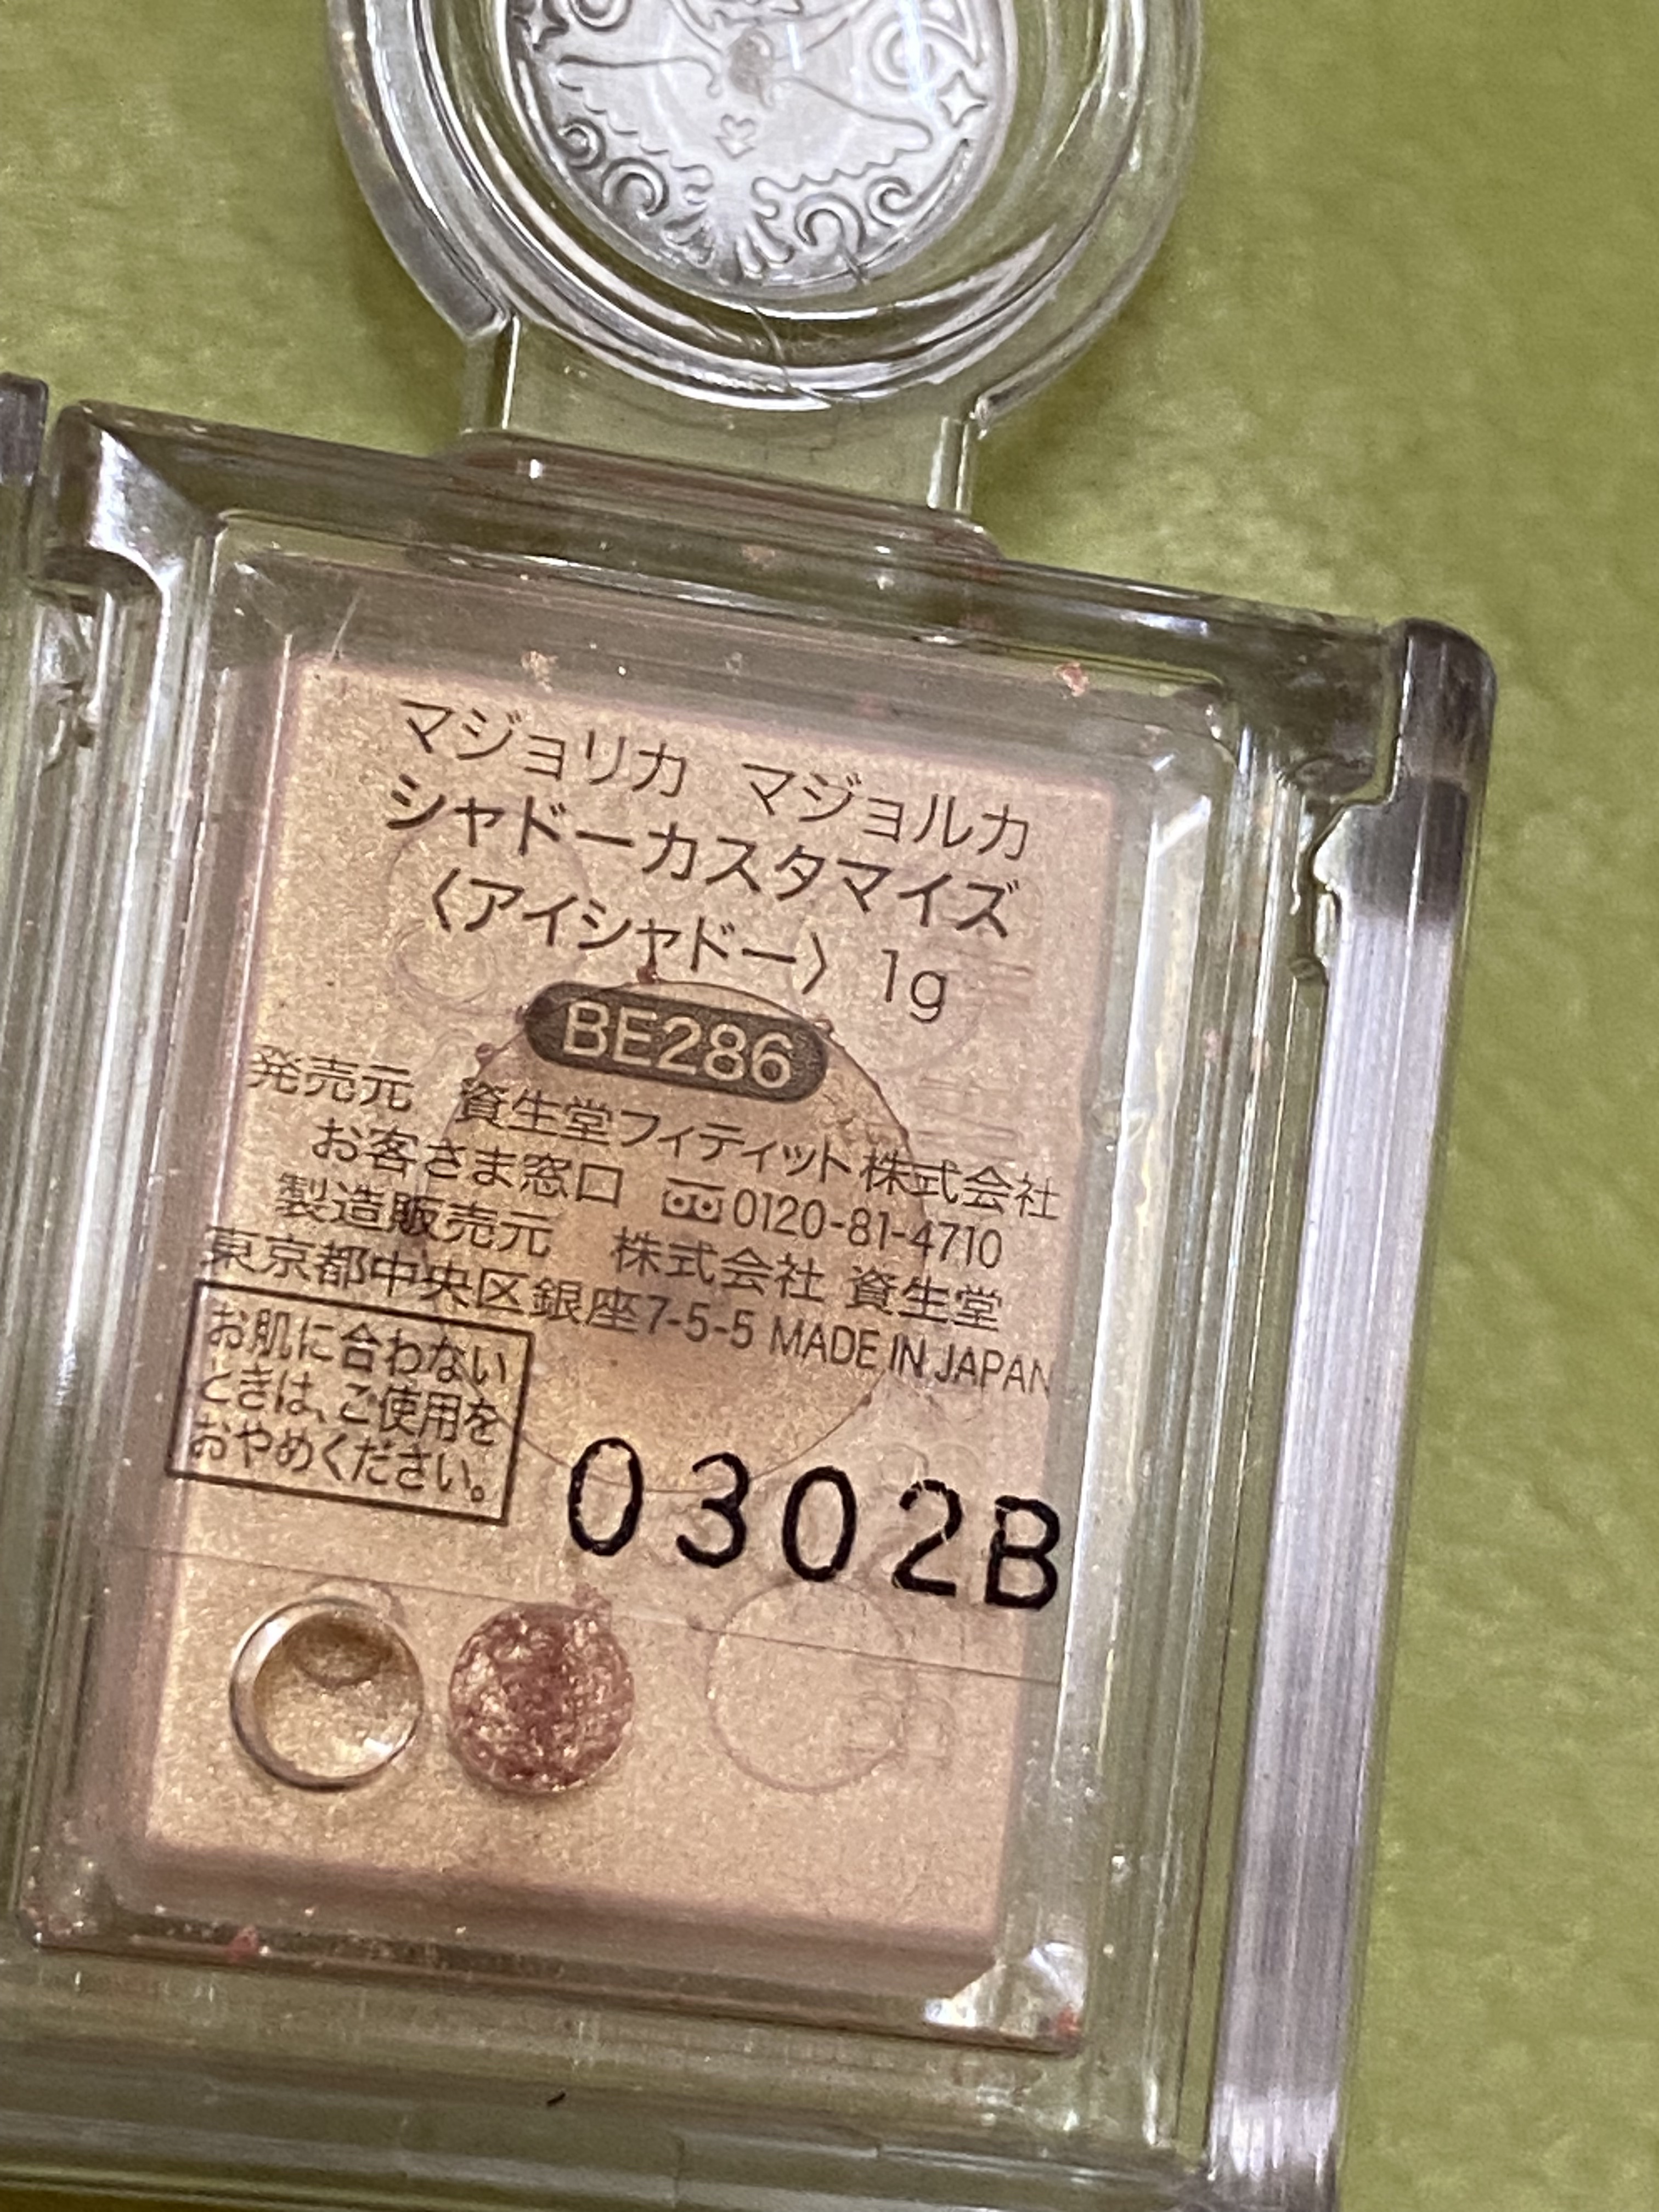 マジョリカ マジョルカ
シャドーカスタマイズ
〈アイシャドー〉 1g
BE286
発売元 資生堂フィティット株式会社
お客さま窓口 0120-81-4710
製造販売元 株式会社 資生堂
東京都中央区銀座7-5-5 MADE IN JAPAN
お肌に合わない
ときは、ご使用を
おやめください。
0302B